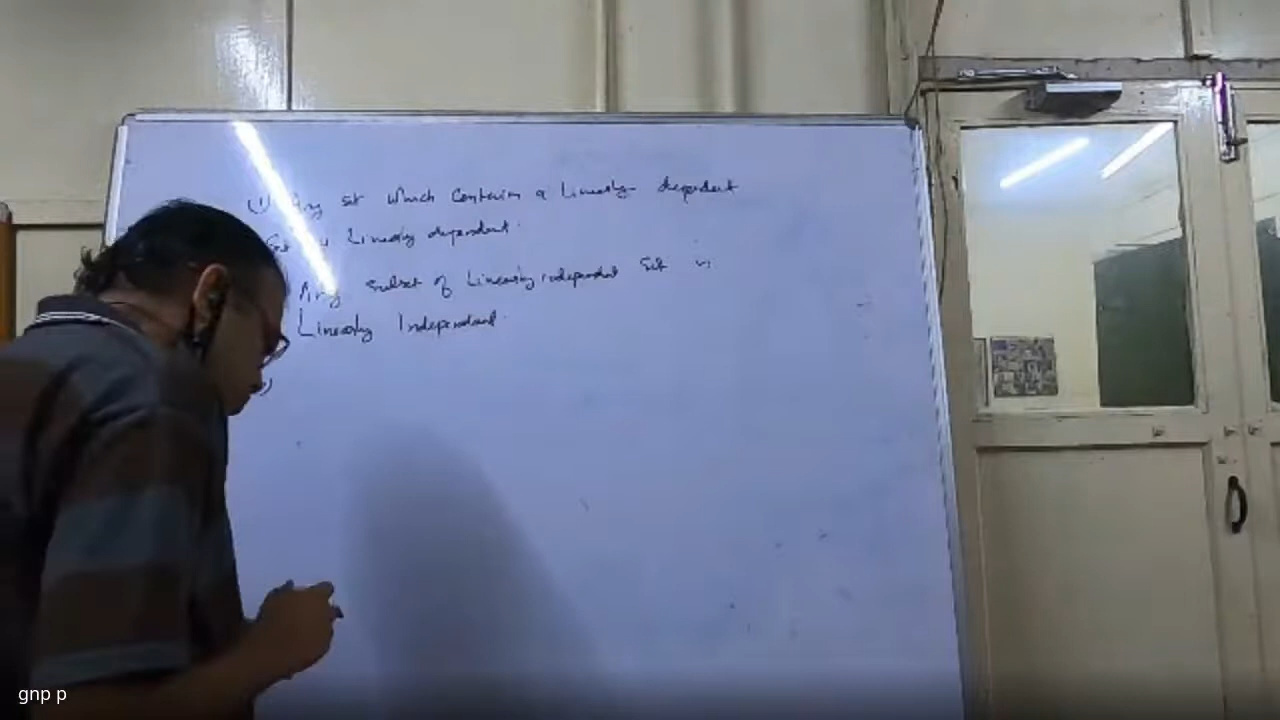 (1) Any set which contains a Linearly dependent
Set is Linearly dependent.
Any subset of Linearly independent set is
Linearly Independent.
gnp p